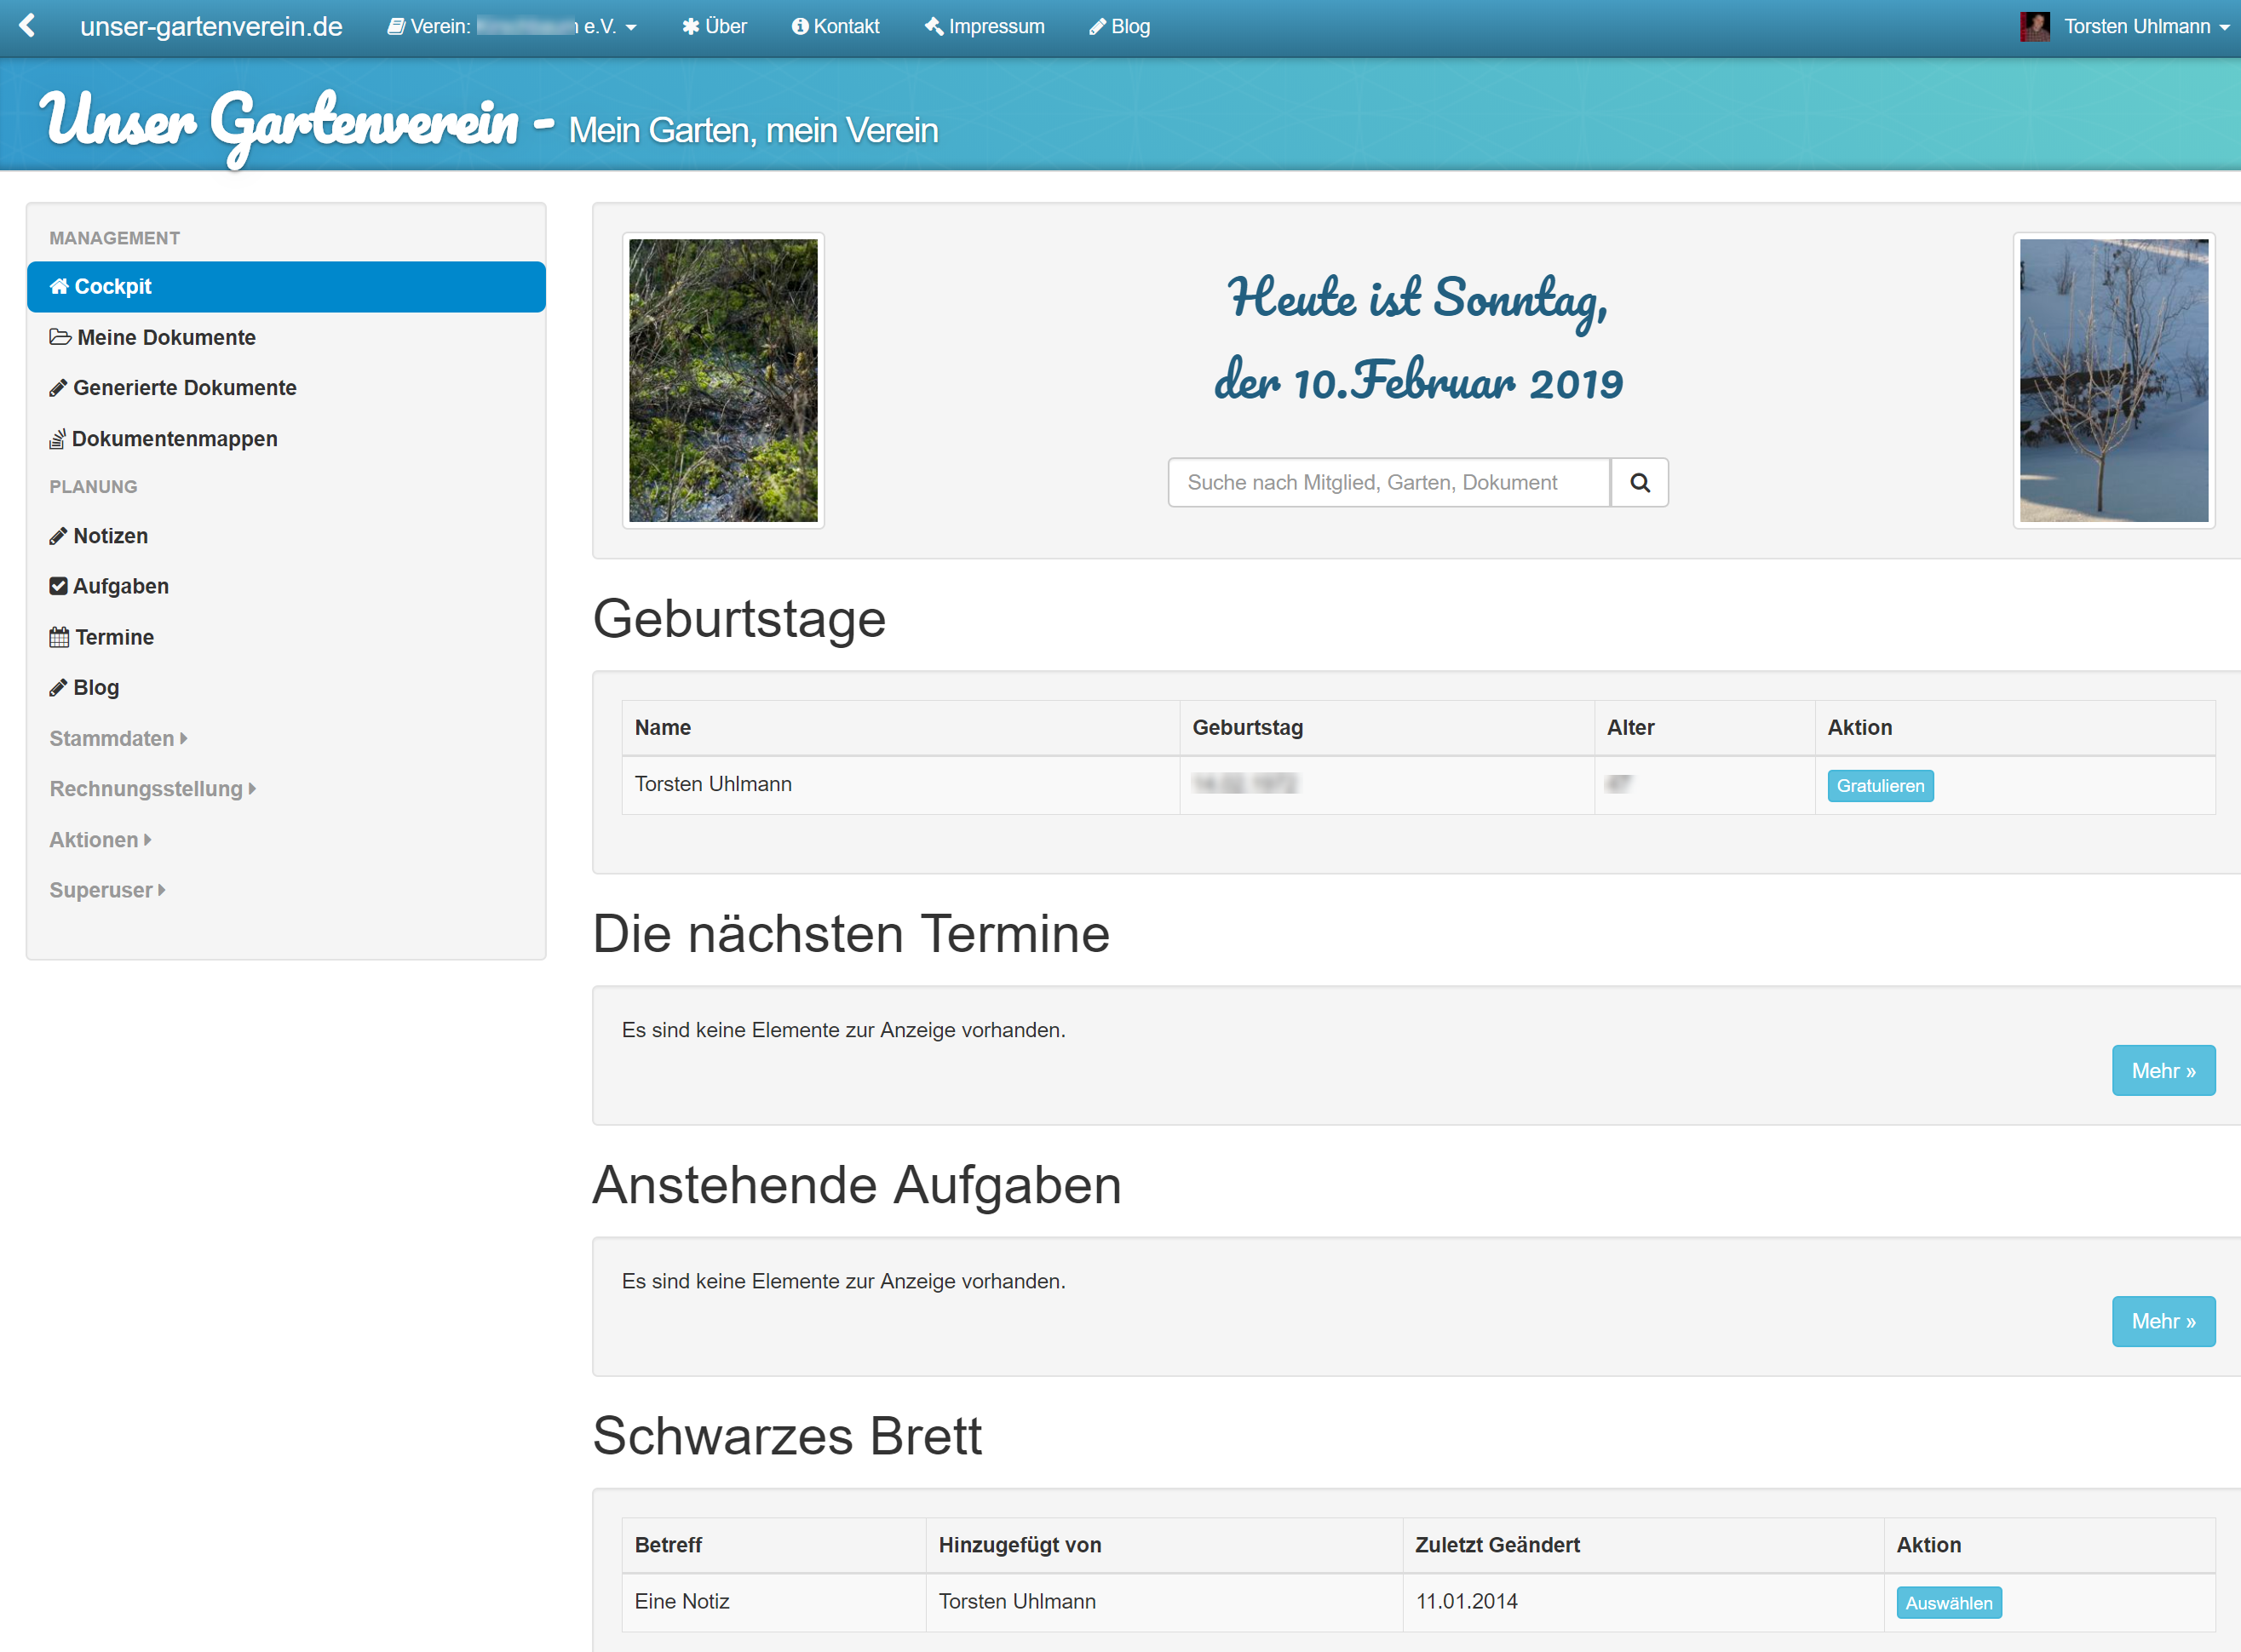 unser-gartenverein.de Verein: e.V. Über Kontakt Impressum Blog Torsten Uhlmann
Unser Gartenverein - Mein Garten, mein Verein
MANAGEMENT
Cockpit
Meine Dokumente
Generierte Dokumente
Dokumentenmappen
PLANUNG
Notizen
Aufgaben
Termine
Blog
Stammdaten
Rechnungsstellung
Aktionen
Superuser
Heute ist Sonntag,
der 10.Februar 2019
Suche nach Mitglied, Garten, Dokument
Geburtstage
Name Geburtstag Alter Aktion
Torsten Uhlmann Gratulieren
Die nächsten Termine
Es sind keine Elemente zur Anzeige vorhanden.
Mehr »
Anstehende Aufgaben
Es sind keine Elemente zur Anzeige vorhanden.
Mehr »
Schwarzes Brett
Betreff Hinzugefügt von Zuletzt Geändert Aktion
Eine Notiz Torsten Uhlmann 11.01.2014 Auswählen